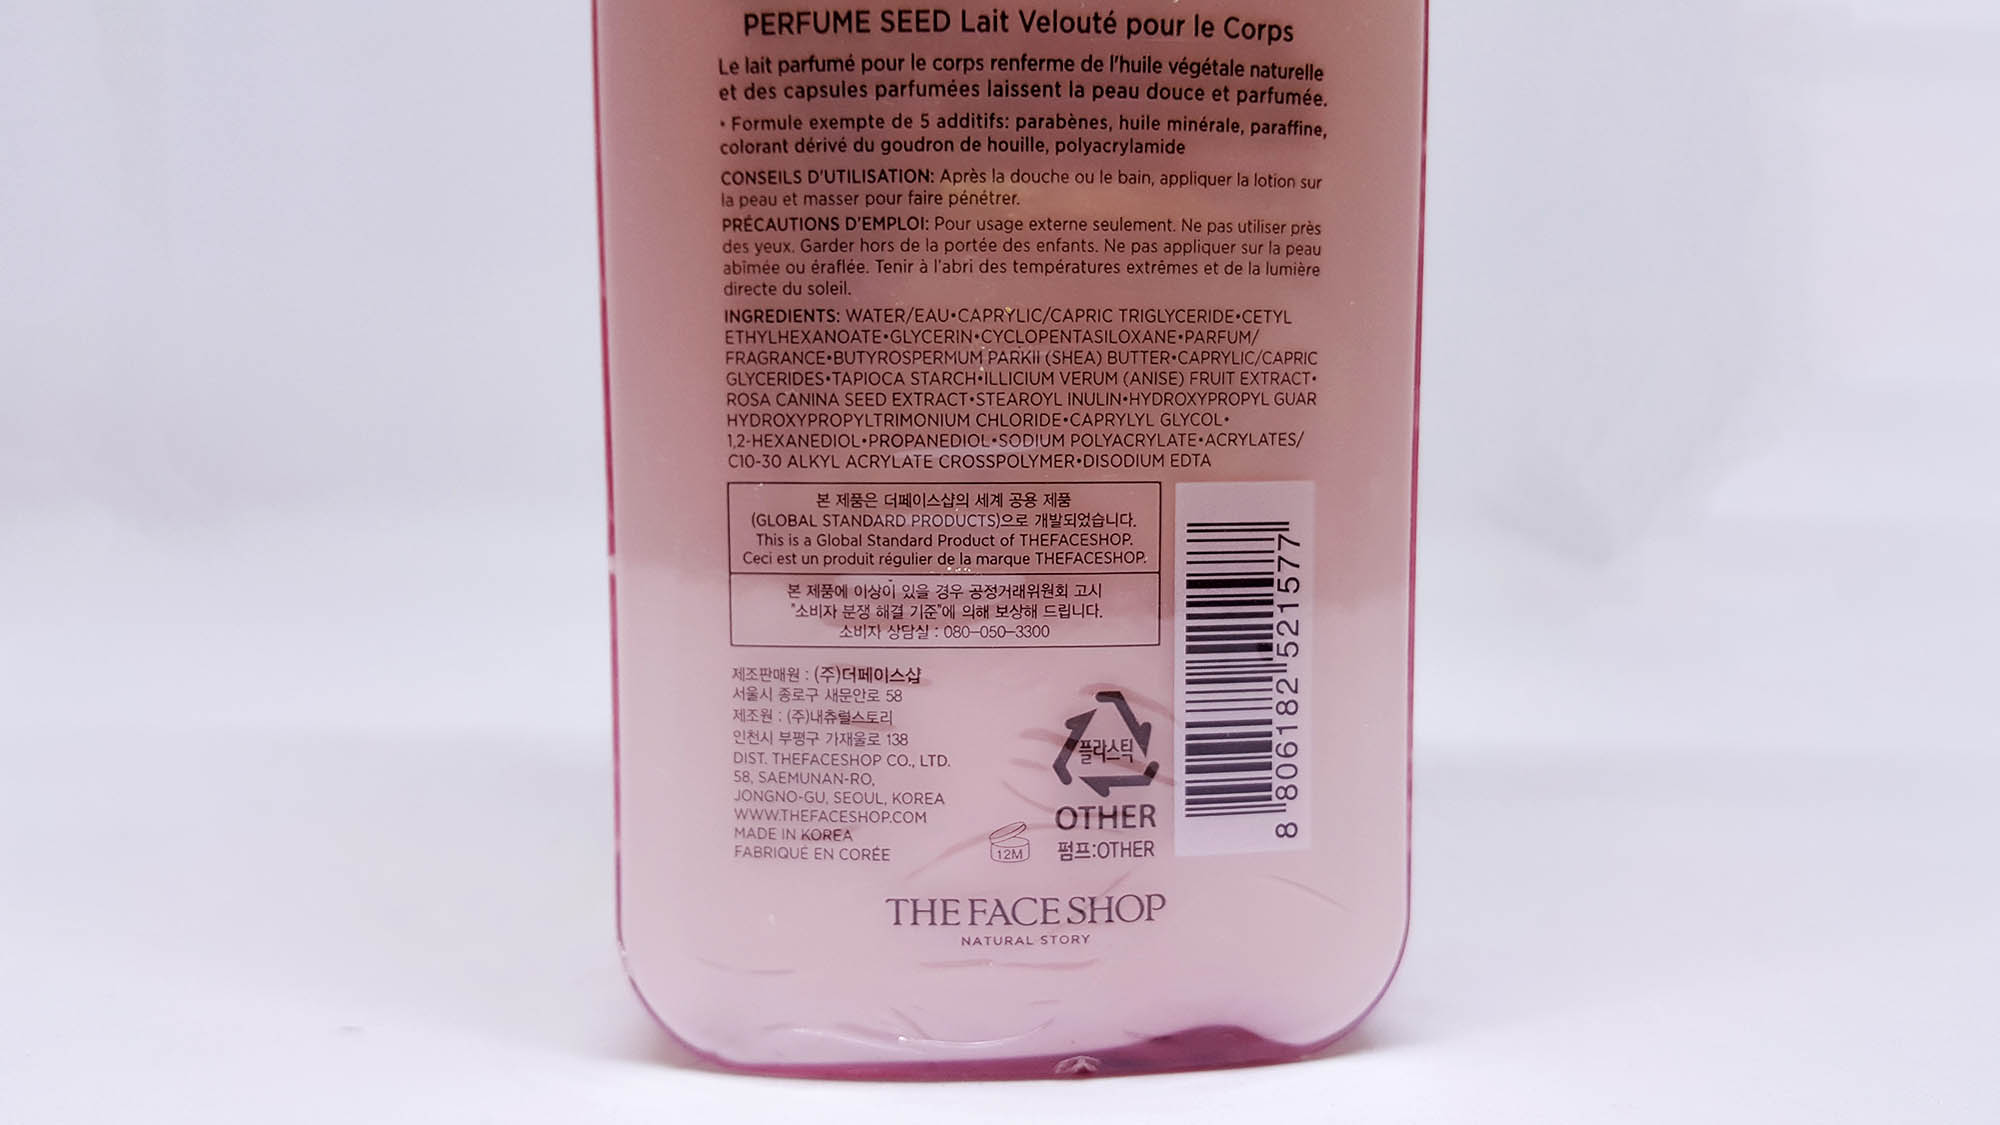 PERFUME SEED Lait Velouté pour le Corps
Le lait parfumé pour le corps renferme de l'huile végétale naturelle
et des capsules parfumées laissent la peau douce et parfumée.
• Formule exempte de 5 additifs: parabènes, huile minérale, paraffine,
colorant dérivé du goudron de houille, polyacrylamide
CONSEILS D'UTILISATION: Après la douche ou le bain, appliquer la lotion sur
la peau et masser pour faire pénétrer.
PRÉCAUTIONS D'EMPLOI: Pour usage externe seulement. Ne pas utiliser près
des yeux. Garder hors de la portée des enfants. Ne pas appliquer sur la peau
abîmée ou éraflée. Tenir à l'abri des températures extrêmes et de la lumière
directe du soleil.
INGREDIENTS: WATER/EAU•CAPRYLIC/CAPRIC TRIGLYCERIDE•CETYL
ETHYLHEXANOATE•GLYCERIN•CYCLOPENTASILOXANE•PARFUM/
FRAGRANCE•BUTYROSPERMUM PARKII (SHEA) BUTTER•CAPRYLIC/CAPRIC
GLYCERIDES•TAPIOCA STARCH•ILLICIUM VERUM (ANISE) FRUIT EXTRACT•
ROSA CANINA SEED EXTRACT•STEAROYL INULIN•HYDROXYPROPYL GUAR
HYDROXYPROPYLTRIMONIUM CHLORIDE•CAPRYLYL GLYCOL•
1,2-HEXANEDIOL•PROPANEDIOL•SODIUM POLYACRYLATE•ACRYLATES/
C10-30 ALKYL ACRYLATE CROSSPOLYMER•DISODIUM EDTA
본 제품은 더페이스샵의 세계 공용 제품
(GLOBAL STANDARD PRODUCTS)으로 개발되었습니다.
This is a Global Standard Product of THEFACESHOP.
Ceci est un produit régulier de la marque THEFACESHOP.
본 제품에 이상이 있을 경우 공정거래위원회 고시
"소비자 분쟁 해결 기준"에 의해 보상해 드립니다.
소비자 상담실 : 080-050-3300
제조판매원 : (주)더페이스샵
서울시 종로구 새문안로 58
제조원 : (주)내츄럴스토리
인천시 부평구 가재울로 138
DIST. THEFACESHOP CO., LTD.
58, SAEMUNAN-RO,
JONGNO-GU, SEOUL, KOREA
WWW.THEFACESHOP.COM
MADE IN KOREA
FABRIQUÉ EN CORÉE
12M
플라스틱
OTHER
펌프:OTHER
8 806182 521577
THE FACE SHOP
NATURAL STORY